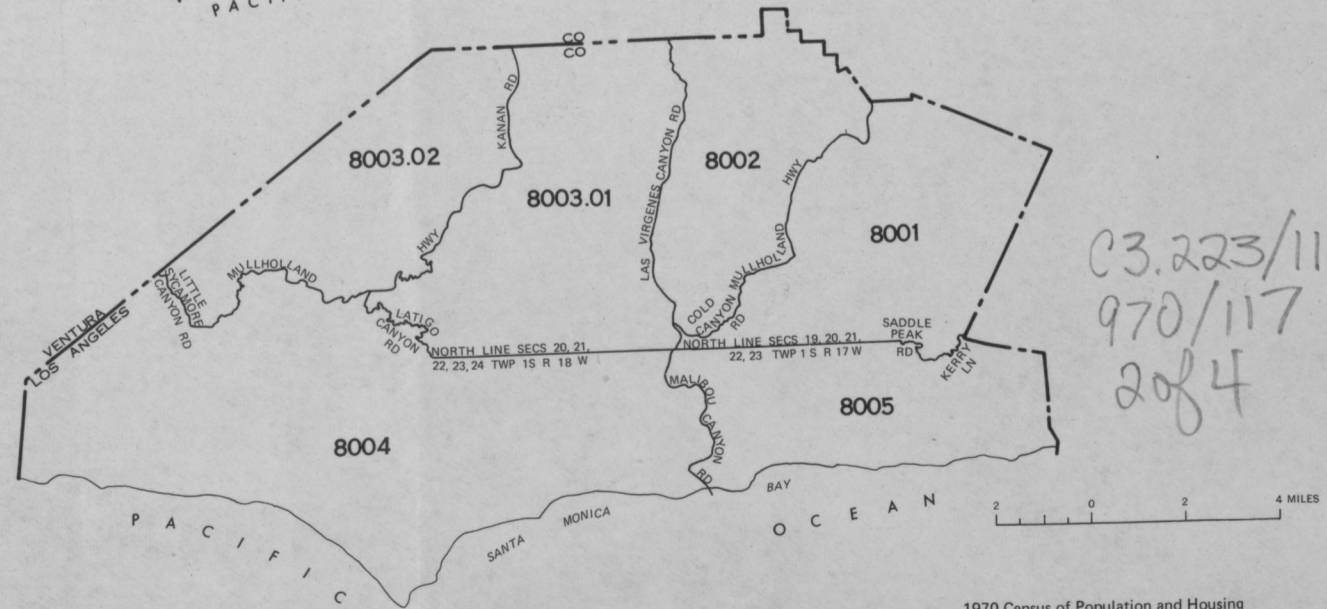 PACIF
CO
CO
KANAN RD
8003.02
8003.01
LAS VIRGENES CANYON RD
8002
HWY
MULLHOLLAND
8001
HWY
MULLHOLLAND
LITTLE
SYCAMORE
CANYON RD
VENTURA
LOS ANGELES
LATIGO
CANYON
RD
COLD
CANYON
RD
NORTH LINE SECS 20, 21,
22, 23, 24 TWP 1S R 18 W
NORTH LINE SECS 19, 20, 21,
22, 23 TWP 1 S R 17 W
SADDLE
PEAK
RD
KERRY
LN
MALIBOU CANYON
RD
8004
8005
PACIFIC
OCEAN
SANTA MONICA BAY
2 0 2 4 MILES
C3.223/11
970/117
2 of 4
1970 Census of Population and Housing